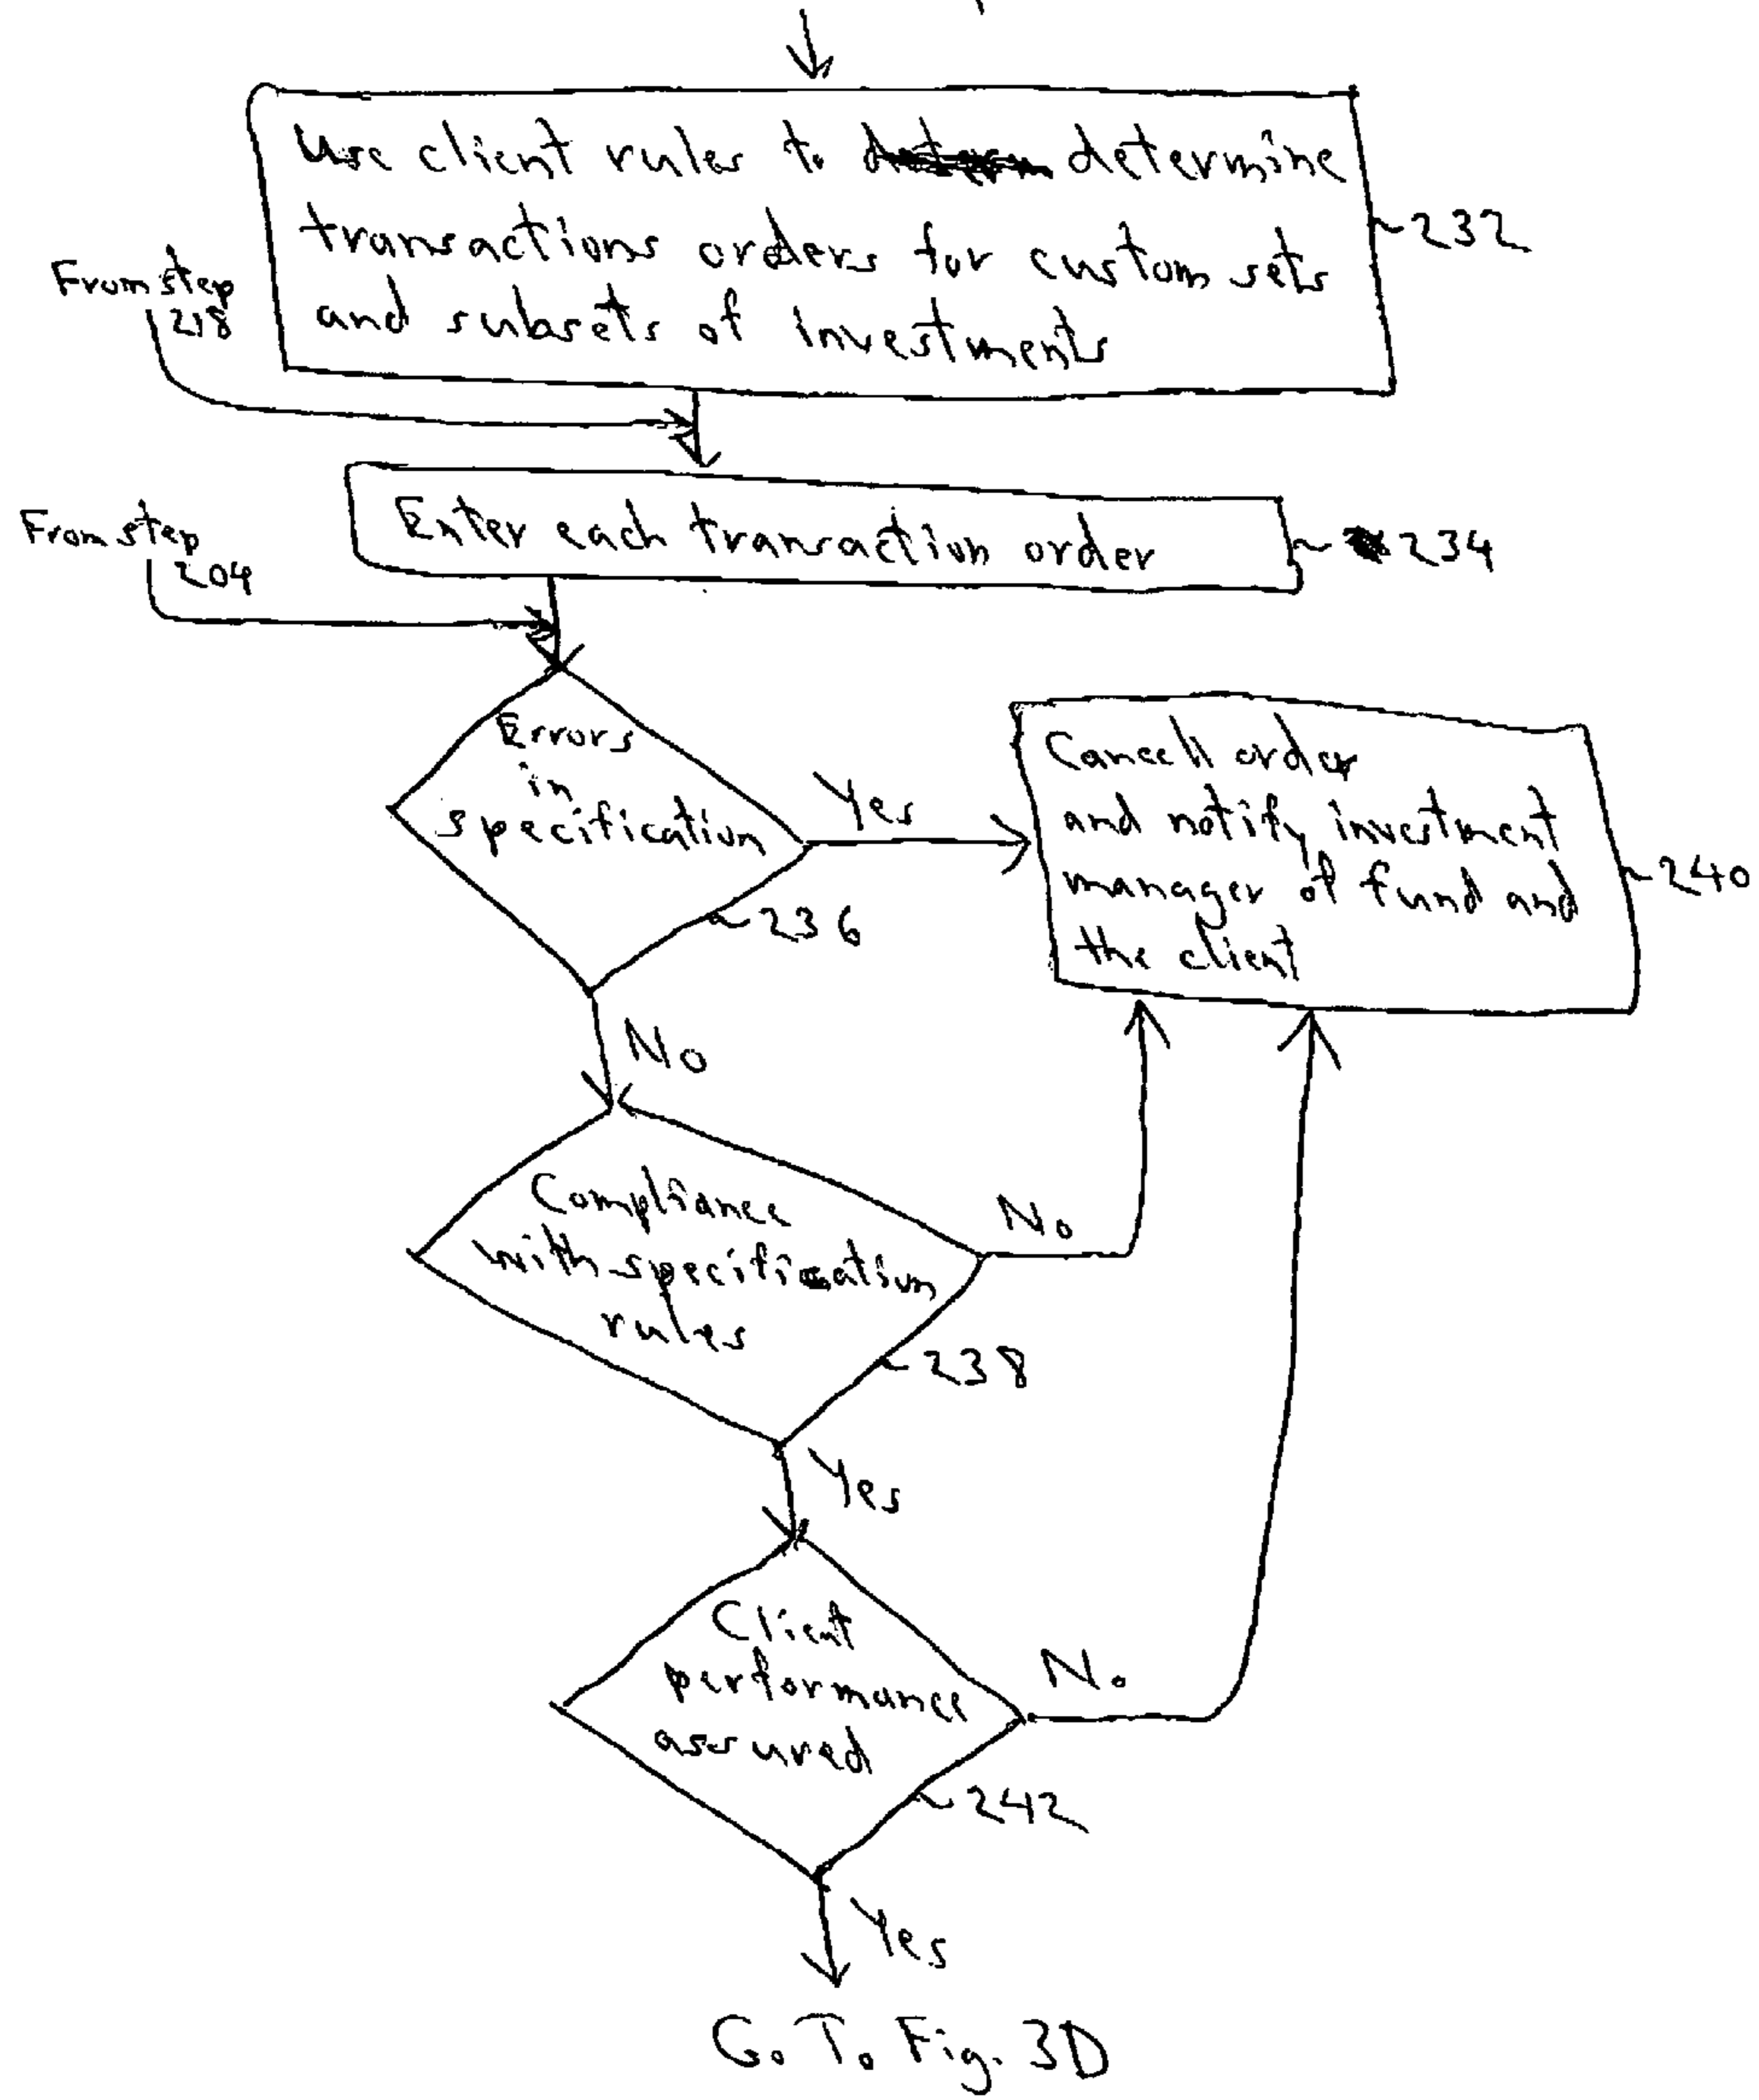 Use client rules to determine
transactions orders for custom sets
and subsets of investments
232
From step
218
Enter each transaction order
234
From step
204
Errors
in
specification
236
Yes
Cancell order
and notify investment
manager of fund and
the client
240
No
Compliance
with specification
rules
238
No
Yes
Client
performance
assured
242
No
Yes
Go To Fig. 3D